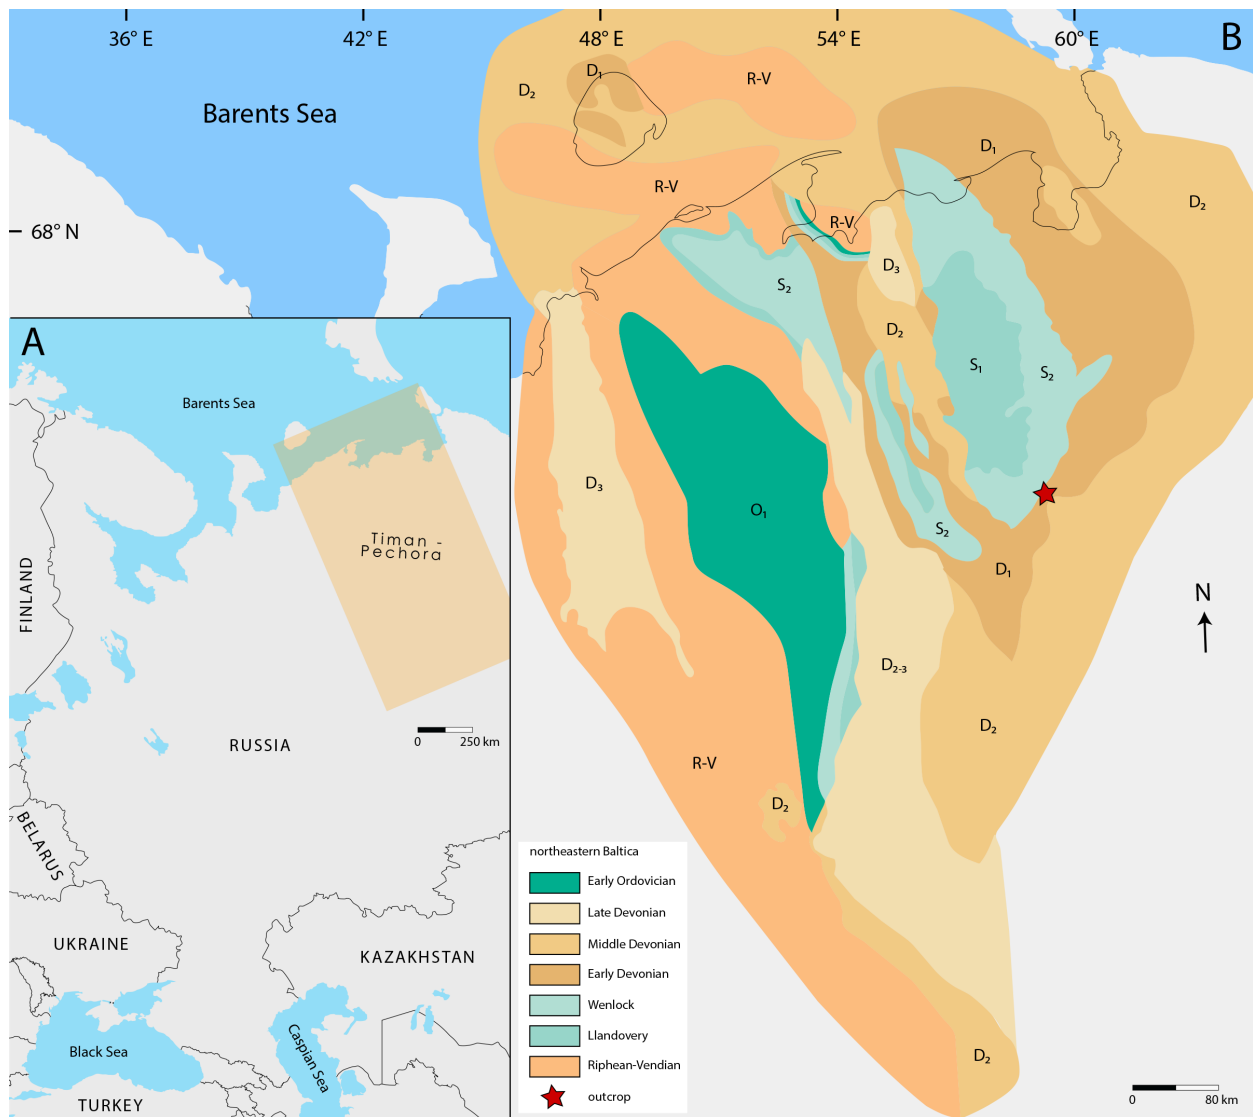 36° E
42° E
48° E
54° E
60° E
B
Barents Sea
68° N
D₂
D₁
R-V
R-V
R-V
D₁
D₂
S₂
D₃
D₂
S₁
S₂
D₃
O₁
S₂
D₁
D₂₋₃
D₂
R-V
D₂
D₂
N
0
80 km
A
Barents Sea
Timan -
Pechora
FINLAND
RUSSIA
0
250 km
BELARUS
UKRAINE
KAZAKHSTAN
Black Sea
Caspian Sea
TURKEY
northeastern Baltica
Early Ordovician
Late Devonian
Middle Devonian
Early Devonian
Wenlock
Llandovery
Riphean-Vendian
outcrop